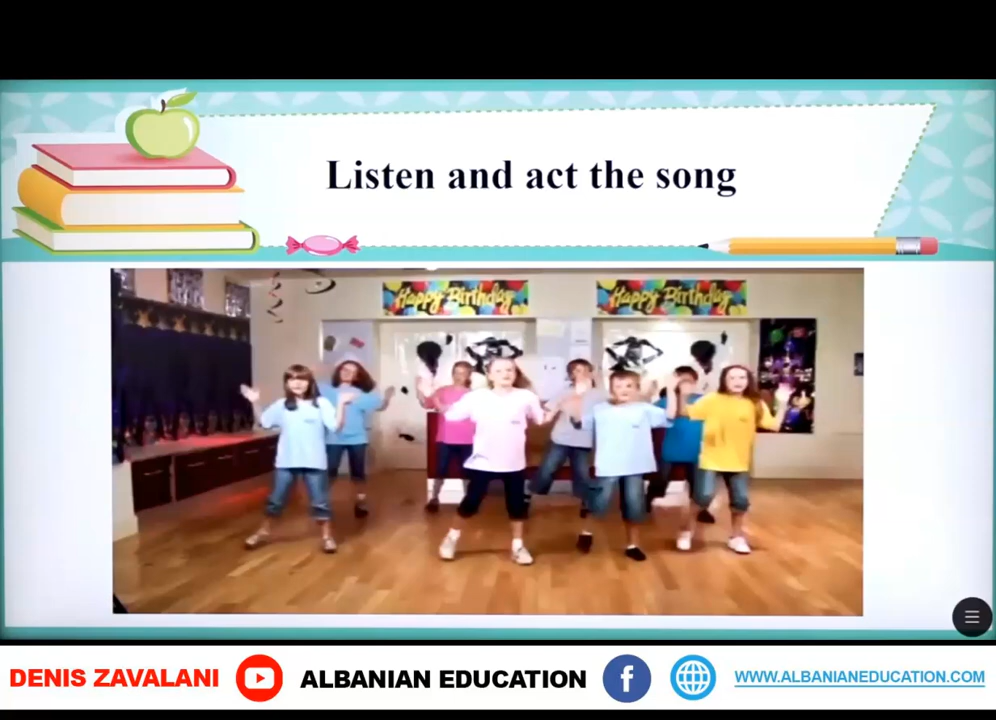 Listen and act the song
Happy Birthday
Happy Birthday
DENIS ZAVALANI
ALBANIAN EDUCATION
WWW.ALBANIANEDUCATION.COM